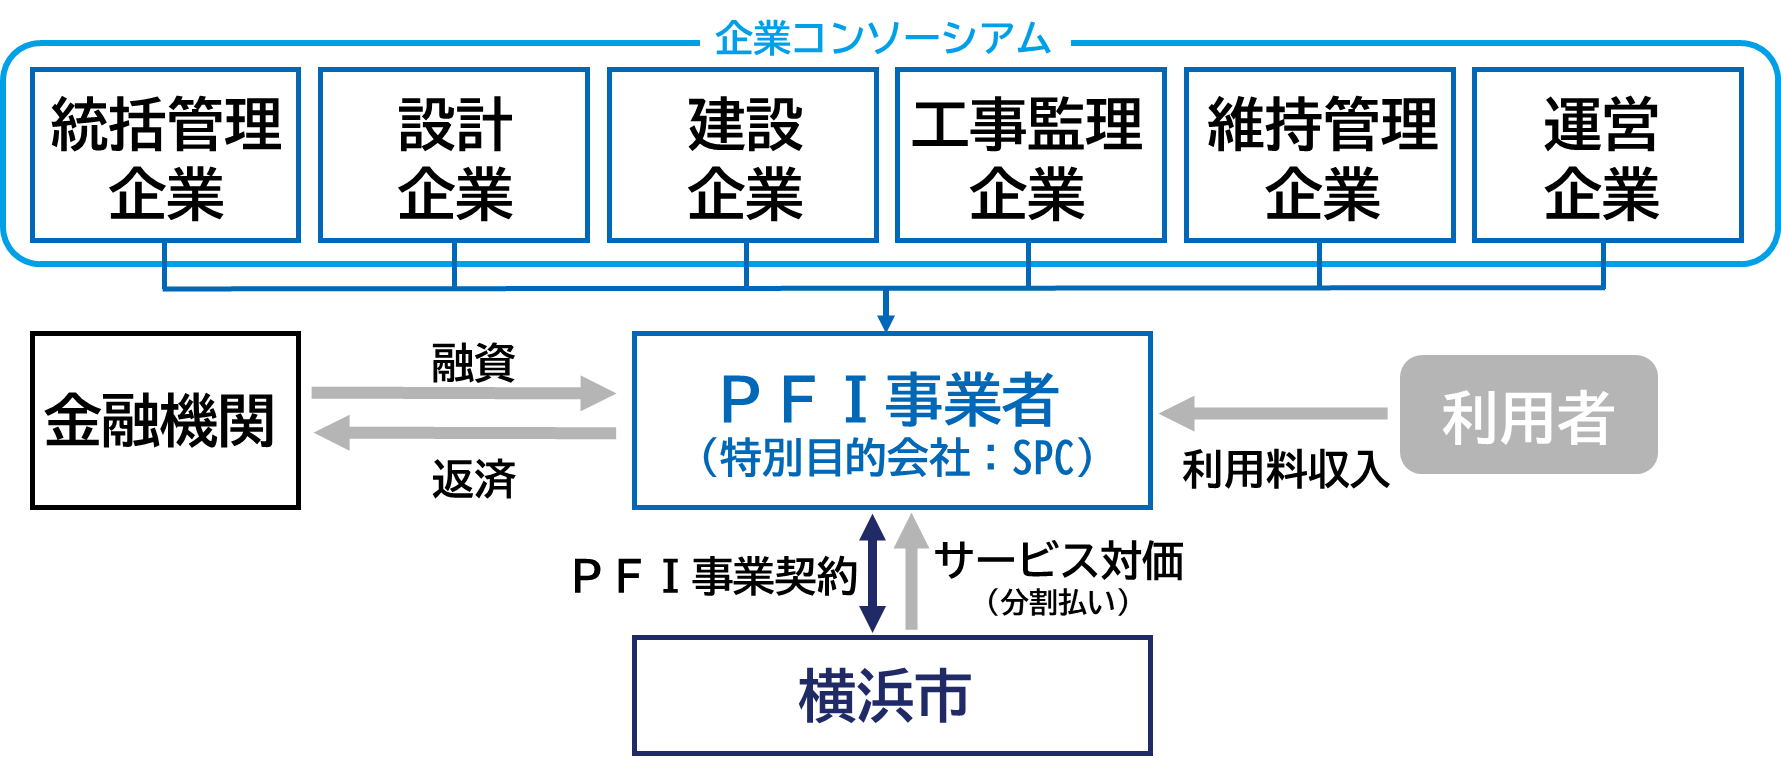 企業コンソーシアム
統括管理
企業
設計
企業
建設
企業
工事監理
企業
維持管理
企業
運営
企業
金融機関
融資
返済
ＰＦＩ事業者
（特別目的会社：SPC）
利用者
利用料収入
ＰＦＩ事業契約
サービス対価
（分割払い）
横浜市